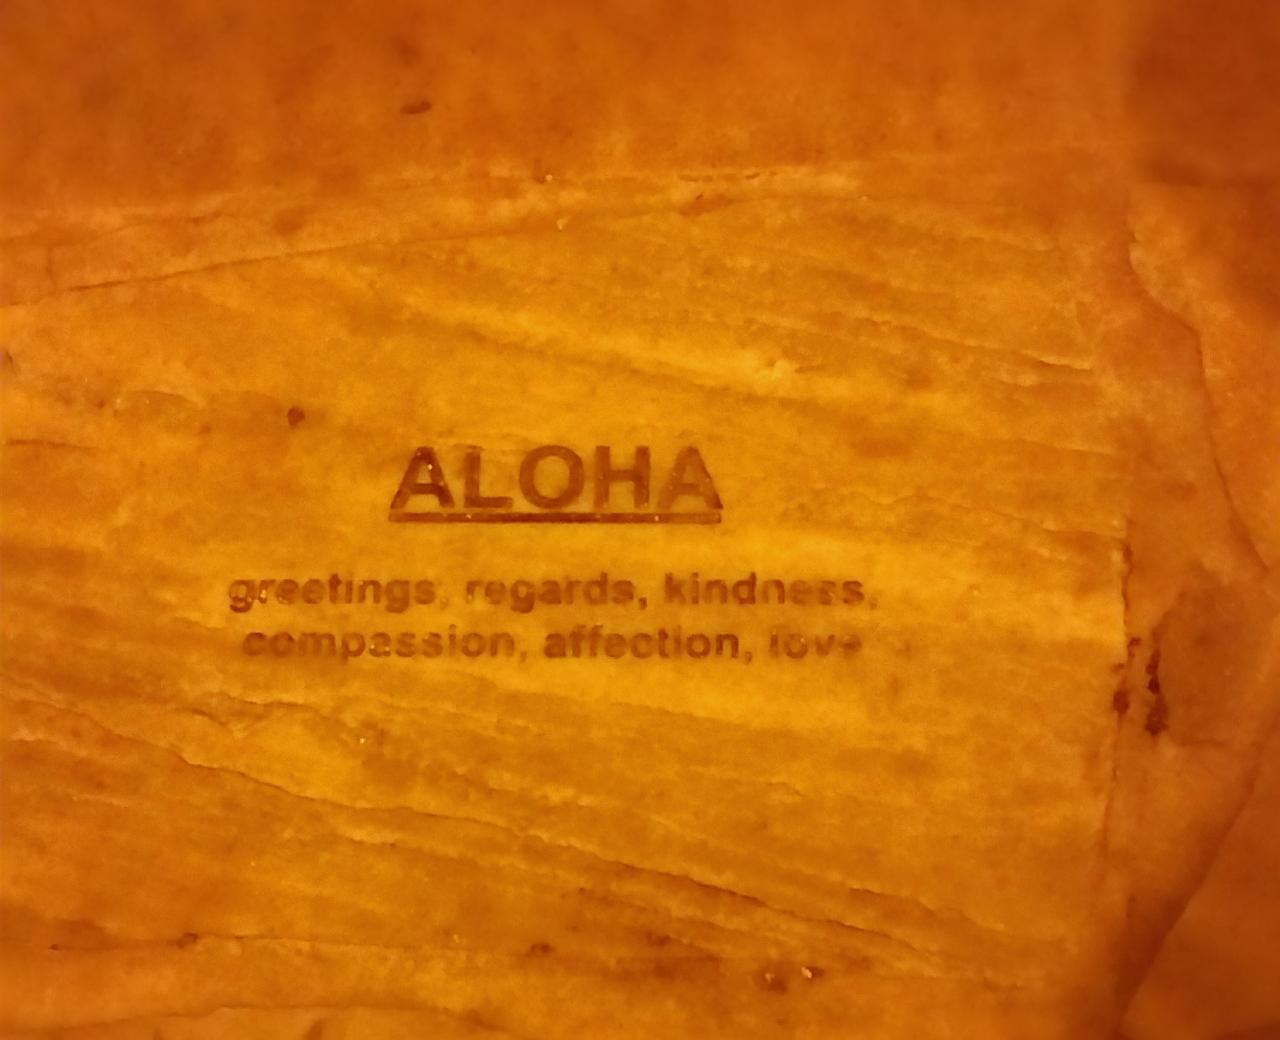 ALOHA
greetings, regards, kindness,
compassion, affection, love